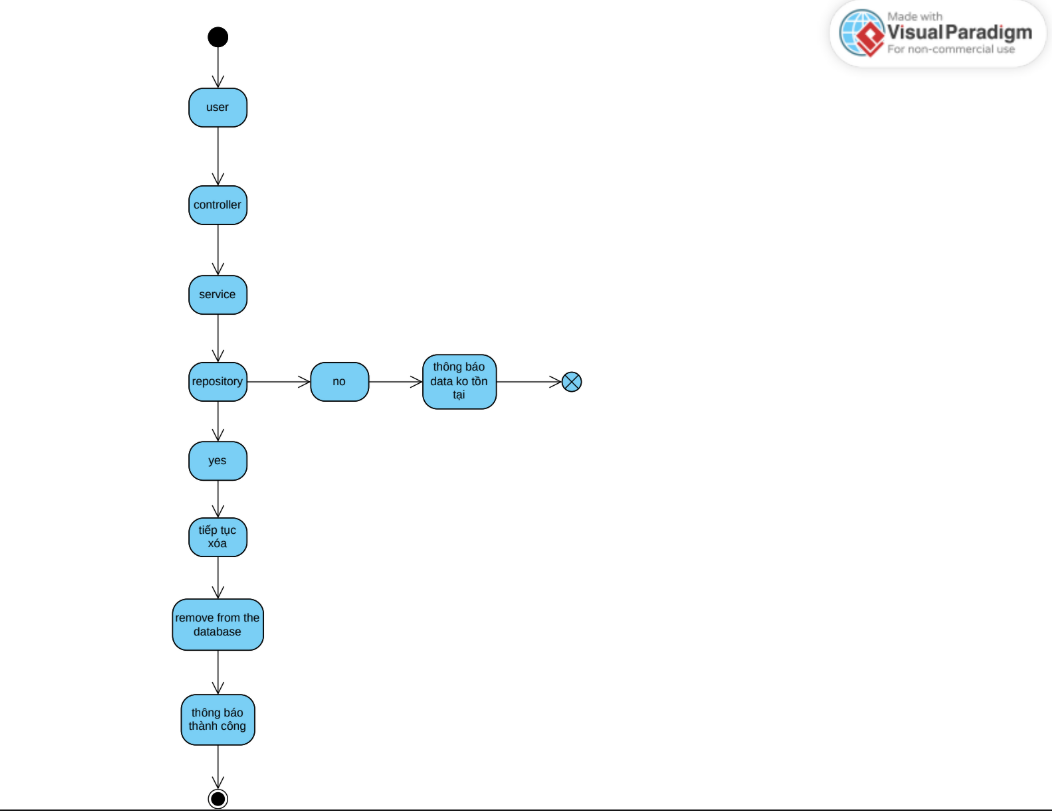 Made with
Visual Paradigm
For non-commercial use
user
controller
service
repository
no
thông báo
data ko tồn
tại
yes
tiếp tục
xóa
remove from the
database
thông báo
thành công